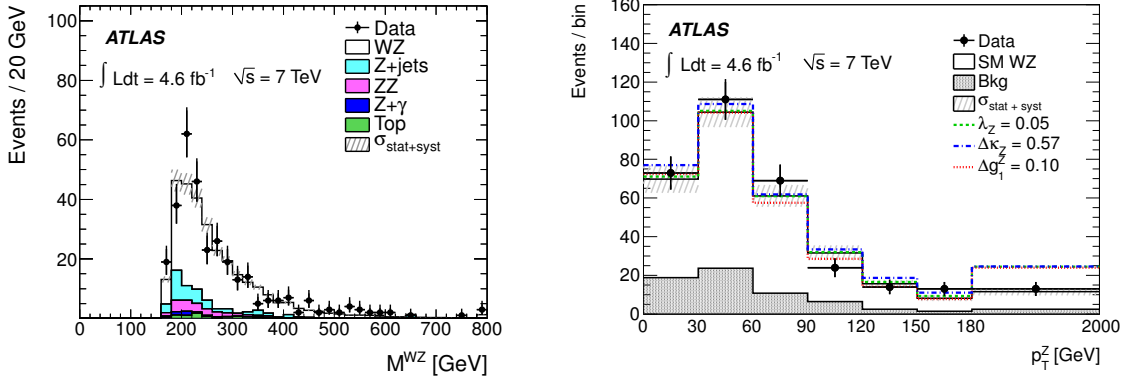 Events / 20 GeV
100
80
60
40
20
ATLAS
∫ Ldt = 4.6 fb⁻¹ √s = 7 TeV
Data
WZ
Z+jets
ZZ
Z+γ
Top
σstat+syst
0 100 200 300 400 500 600 700 800
M^WZ [GeV]
Events / bin
160
140
120
100
80
60
40
20
0
ATLAS
∫ Ldt = 4.6 fb⁻¹ √s = 7 TeV
Data
SM WZ
Bkg
σstat + syst
λZ = 0.05
ΔκZ = 0.57
Δg₁^Z = 0.10
0 30 60 90 120 150 180 2000
p_T^Z [GeV]